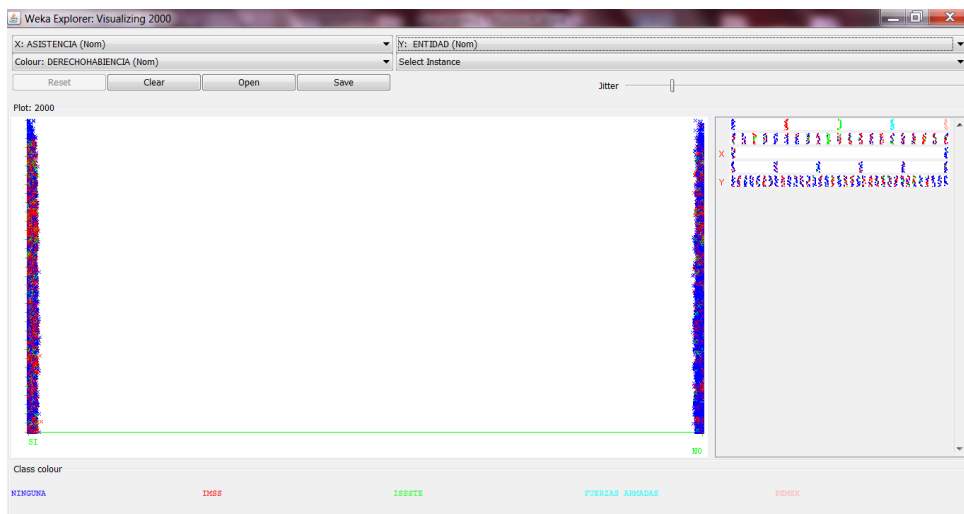 Weka Explorer: Visualizing 2000
X: ASISTENCIA (Nom) Y: ENTIDAD (Nom)
Colour: DERECHOHABIENCIA (Nom) Select Instance
Reset Clear Open Save Jitter
Plot: 2000
X
Y
SI
NO
Class colour
NINGUNA IMSS ISSSTE FUERZAS ARMADAS PEMEX